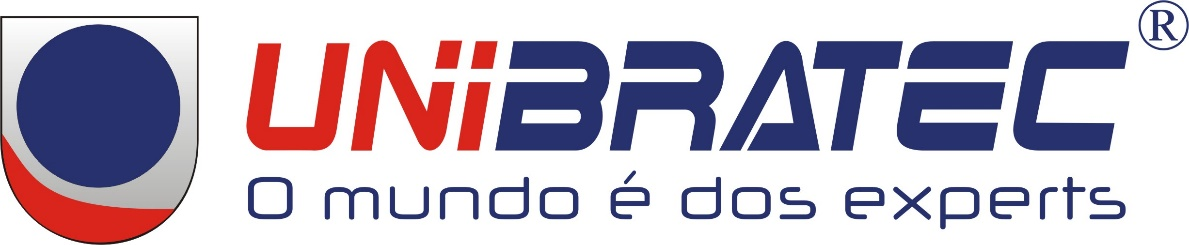 UNiBRATEC®
O mundo é dos experts